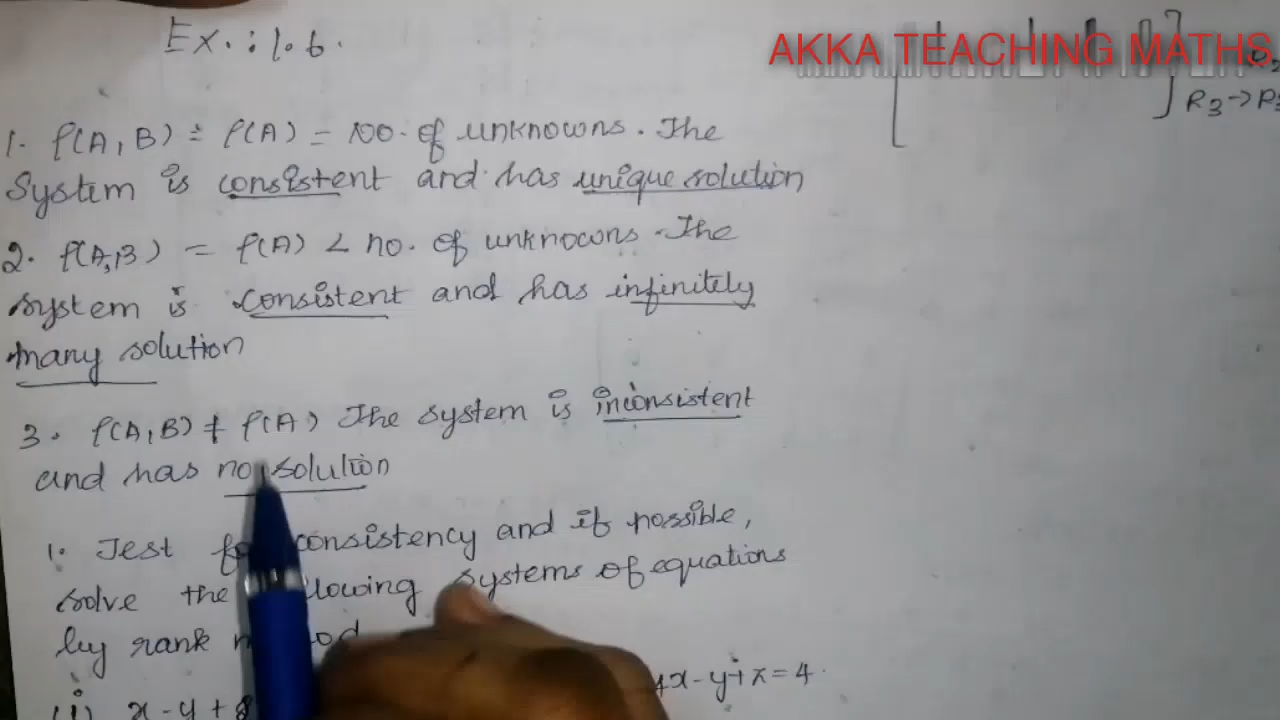 Ex.: 1.6.
AKKA TEACHING MATHS
R3→R
1. ρ(A, B) = ρ(A) = no. of unknowns. The
System is consistent and has unique solution
2. ρ(A,B) = ρ(A) < no. of unknowns. The
system is consistent and has infinitely
many solution
3. ρ(A, B) ≠ ρ(A) The system is inconsistent
and has no solution
1. Test consistency and if possible,
solve the systems of equations
by rank
(i) x - y + x - y + z = 4.